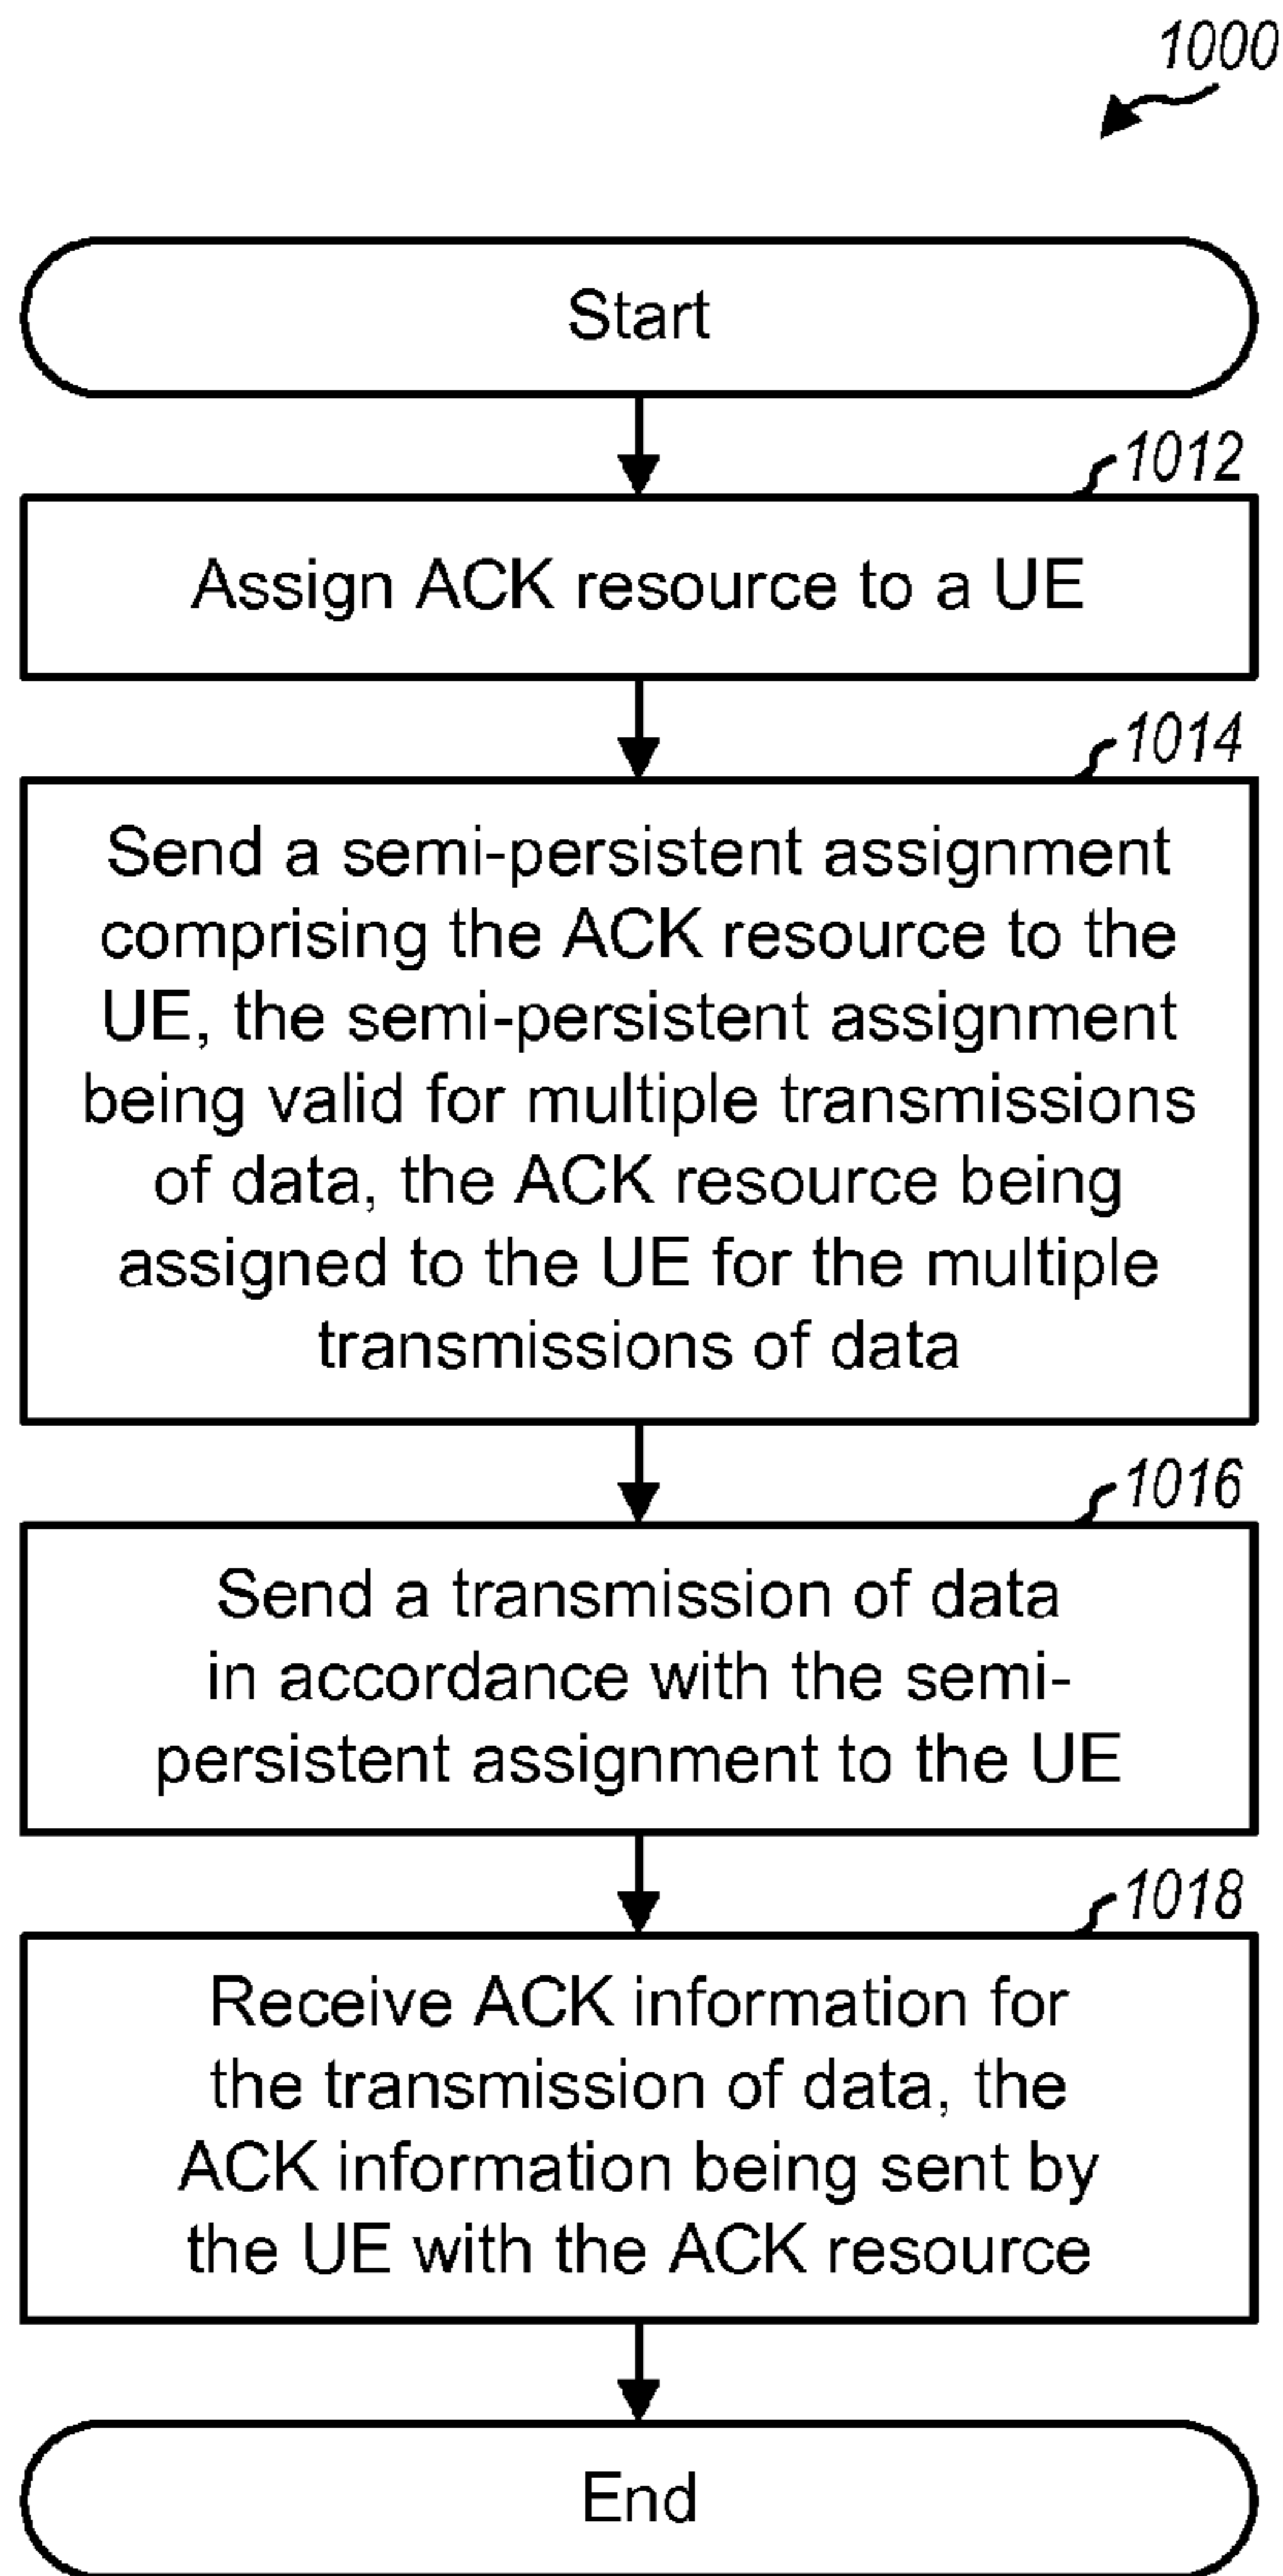 1000
Start
1012
Assign ACK resource to a UE
1014
Send a semi-persistent assignment
comprising the ACK resource to the
UE, the semi-persistent assignment
being valid for multiple transmissions
of data, the ACK resource being
assigned to the UE for the multiple
transmissions of data
1016
Send a transmission of data
in accordance with the semi-
persistent assignment to the UE
1018
Receive ACK information for
the transmission of data, the
ACK information being sent by
the UE with the ACK resource
End